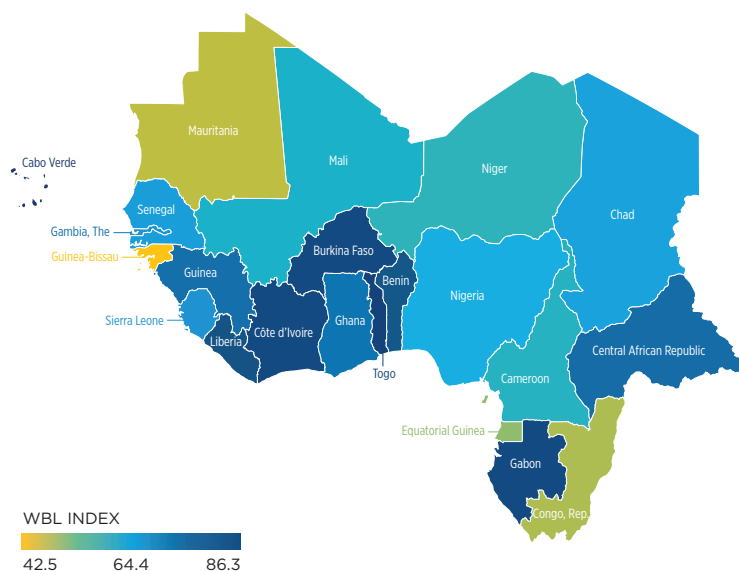 Mauritania
Mali
Niger
Cabo Verde
Senegal
Chad
Gambia, The
Burkina Faso
Guinea-Bissau
Guinea
Benin
Nigeria
Sierra Leone
Côte d'Ivoire
Ghana
Liberia
Central African Republic
Togo
Cameroon
Equatorial Guinea
Gabon
Congo, Rep.
WBL INDEX
42.5 64.4 86.3